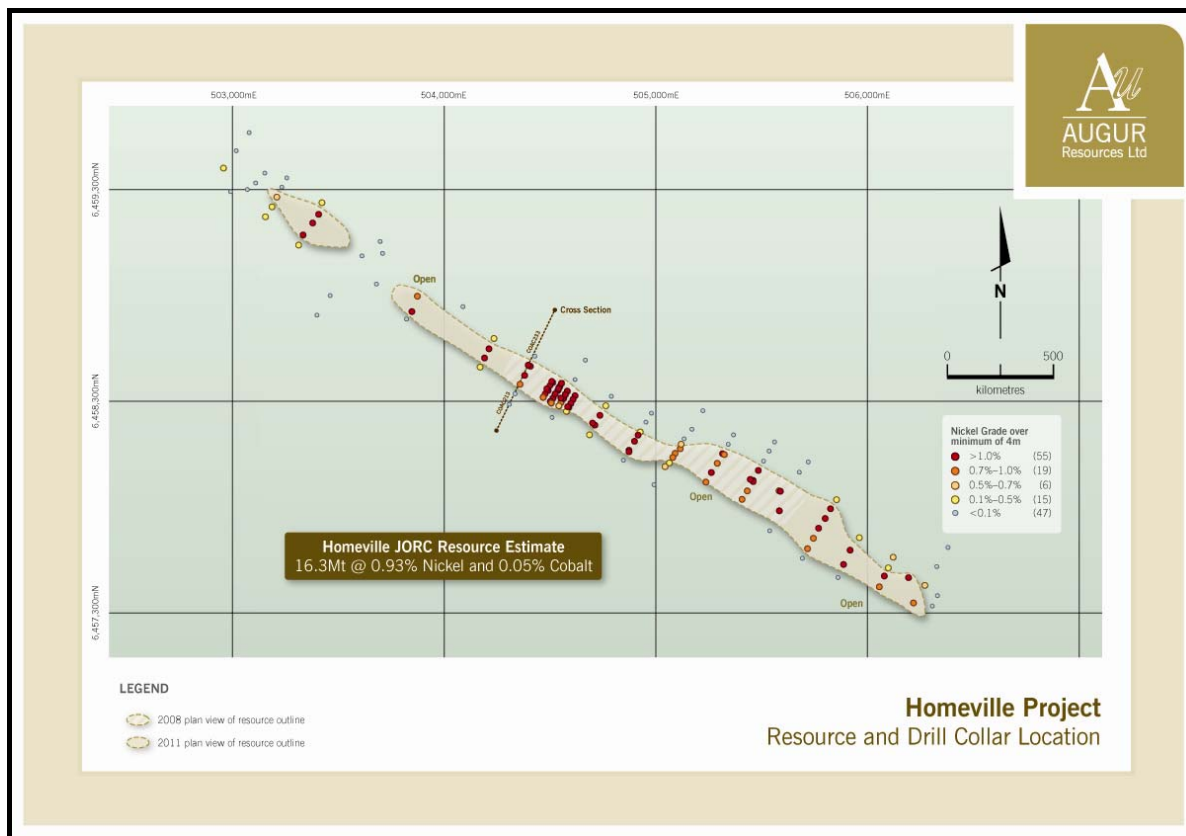 503,000mE
504,000mE
505,000mE
506,000mE
Au
AUGUR
Resources Ltd
6,459,300mN
Open
Cross Section
COAC233
COAC213
N
0 500
kilometres
6,458,300mN
Nickel Grade over
minimum of 4m
>1.0% (55)
0.7%–1.0% (19)
0.5%–0.7% (6)
0.1%–0.5% (15)
<0.1% (47)
Open
Homeville JORC Resource Estimate
16.3Mt @ 0.93% Nickel and 0.05% Cobalt
Open
6,457,300mN
LEGEND
2008 plan view of resource outline
2011 plan view of resource outline
Homeville Project
Resource and Drill Collar Location